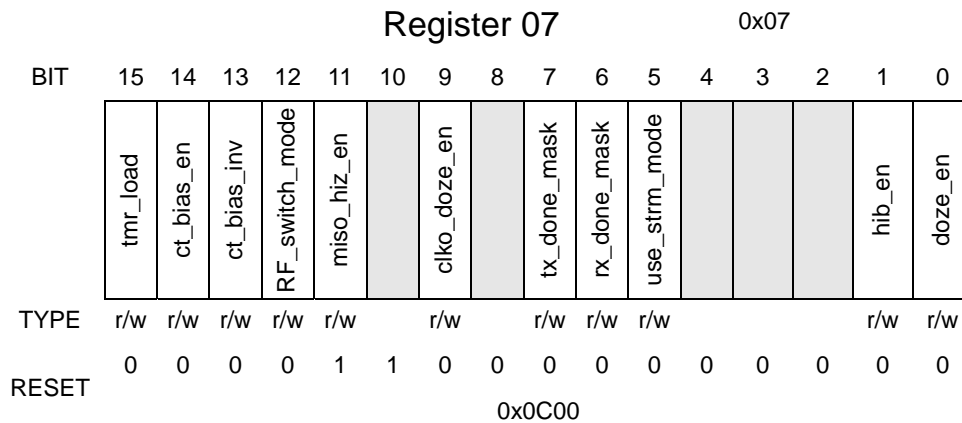 Register 07 0x07
BIT 15 14 13 12 11 10 9 8 7 6 5 4 3 2 1 0
tmr_load ct_bias_en ct_bias_inv RF_switch_mode miso_hiz_en clko_doze_en tx_done_mask rx_done_mask use_strm_mode hib_en doze_en
TYPE r/w r/w r/w r/w r/w r/w r/w r/w r/w r/w r/w
RESET 0 0 0 0 1 1 0 0 0 0 0 0 0 0 0 0
0x0C00